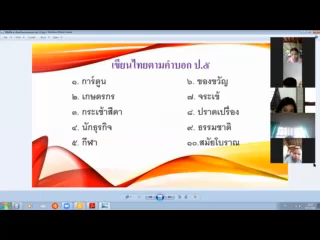 เขียนไทยตามคำบอก ป.๕
๑. การ์ตูน
๒. เกษตรกร
๓. กระเช้าสีดา
๔. นักธุรกิจ
๕. กีฬา
๖. ของขวัญ
๗. จระเข้
๘. ปราดเปรื่อง
๙. ธรรมชาติ
๑๐.สมัยโบราณ